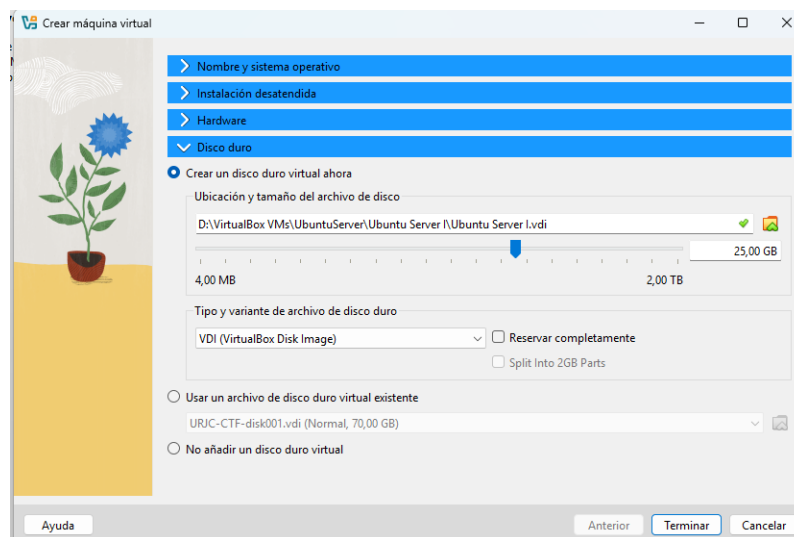 Crear máquina virtual
Nombre y sistema operativo
Instalación desatendida
Hardware
Disco duro
Crear un disco duro virtual ahora
Ubicación y tamaño del archivo de disco
D:\VirtualBox VMs\UbuntuServer\Ubuntu Server I\Ubuntu Server I.vdi
25,00 GB
4,00 MB 2,00 TB
Tipo y variante de archivo de disco duro
VDI (VirtualBox Disk Image) Reservar completamente
Split Into 2GB Parts
Usar un archivo de disco duro virtual existente
URJC-CTF-disk001.vdi (Normal, 70,00 GB)
No añadir un disco duro virtual
Ayuda Anterior Terminar Cancelar